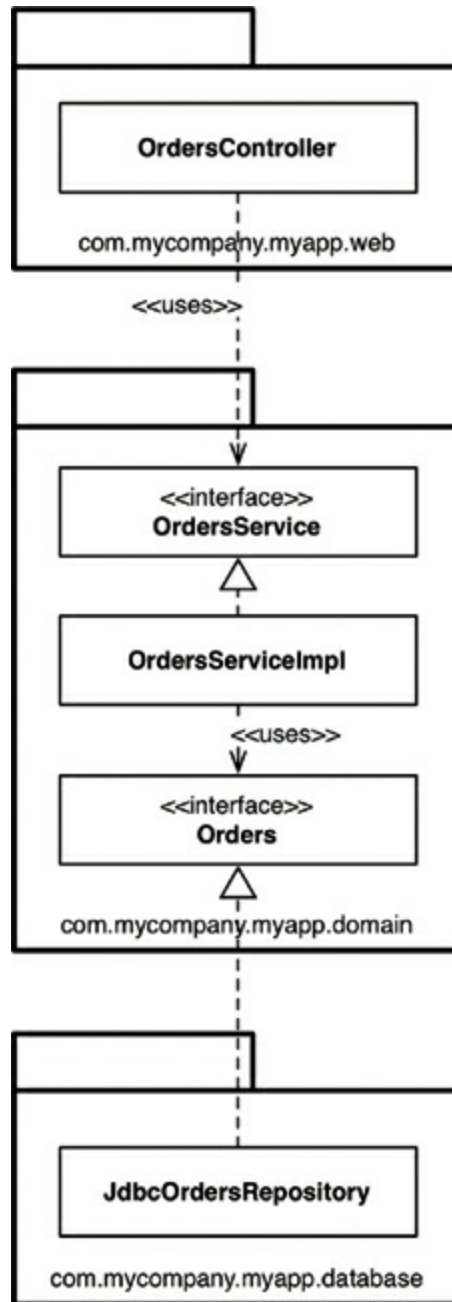 OrdersController
com.mycompany.myapp.web
<<uses>>
<<interface>>
OrdersService
OrdersServiceImpl
<<uses>>
<<interface>>
Orders
com.mycompany.myapp.domain
JdbcOrdersRepository
com.mycompany.myapp.database